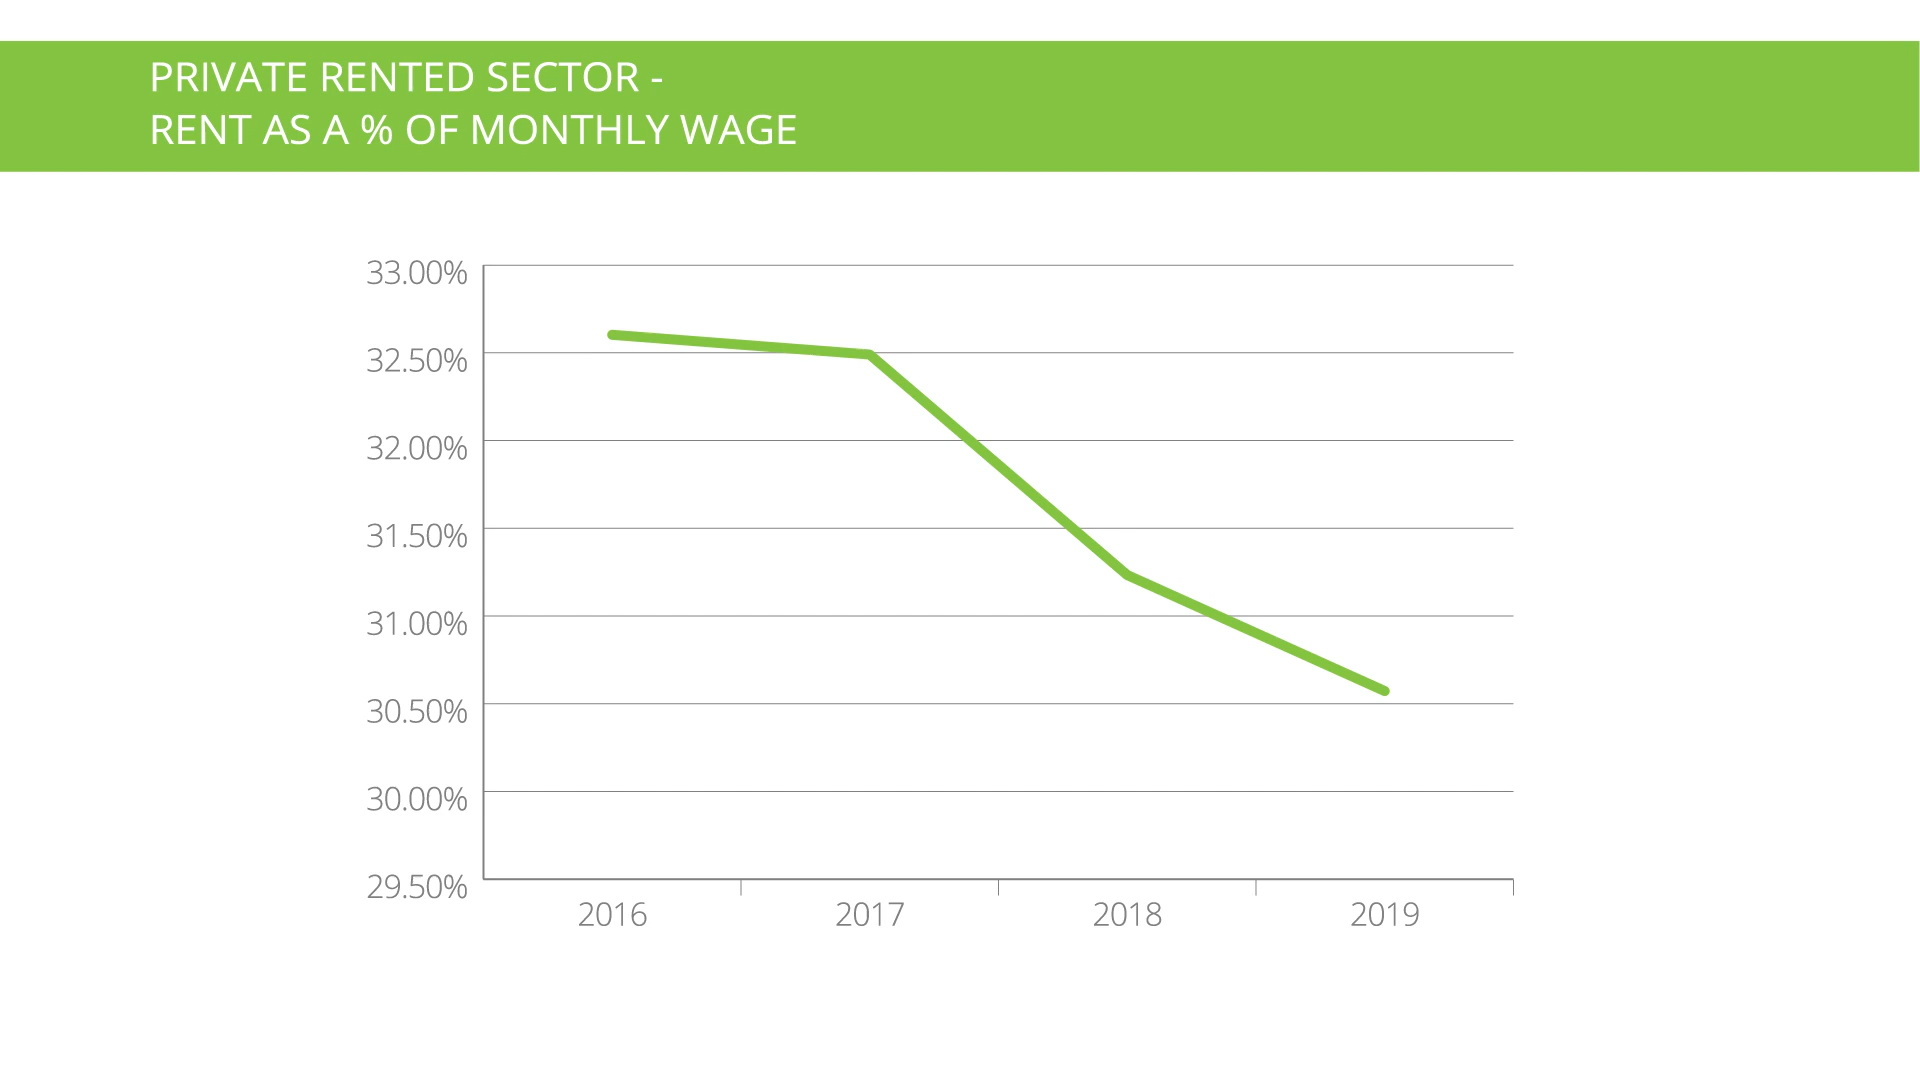 PRIVATE RENTED SECTOR -
RENT AS A % OF MONTHLY WAGE
33.00%
32.50%
32.00%
31.50%
31.00%
30.50%
30.00%
29.50%
2016 2017 2018 2019